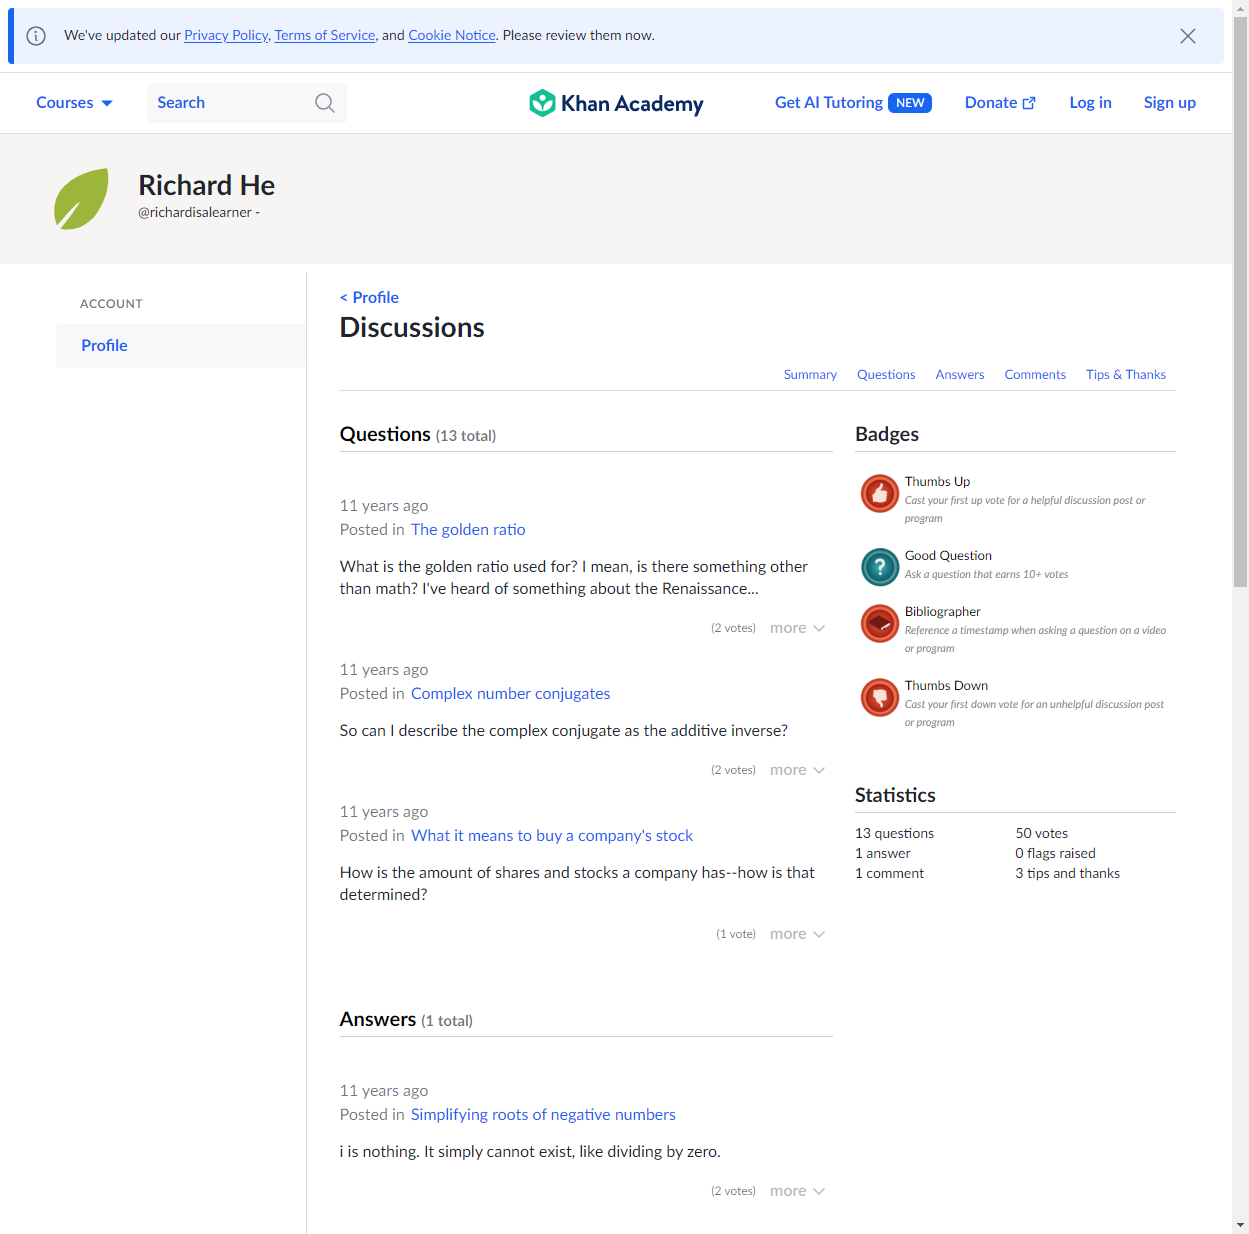 We've updated our Privacy Policy, Terms of Service, and Cookie Notice. Please review them now.
Courses
Search
Khan Academy
Get AI Tutoring NEW
Donate
Log in
Sign up
Richard He
@richardisalearner -
ACCOUNT
Profile
< Profile
Discussions
Summary
Questions
Answers
Comments
Tips & Thanks
Questions (13 total)
11 years ago
Posted in The golden ratio
What is the golden ratio used for? I mean, is there something other
than math? I've heard of something about the Renaissance...
(2 votes) more
11 years ago
Posted in Complex number conjugates
So can I describe the complex conjugate as the additive inverse?
(2 votes) more
11 years ago
Posted in What it means to buy a company's stock
How is the amount of shares and stocks a company has--how is that
determined?
(1 vote) more
Answers (1 total)
11 years ago
Posted in Simplifying roots of negative numbers
i is nothing. It simply cannot exist, like dividing by zero.
(2 votes) more
Badges
Thumbs Up
Cast your first up vote for a helpful discussion post or
program
Good Question
Ask a question that earns 10+ votes
Bibliographer
Reference a timestamp when asking a question on a video
or program
Thumbs Down
Cast your first down vote for an unhelpful discussion post
or program
Statistics
13 questions
50 votes
1 answer
0 flags raised
1 comment
3 tips and thanks